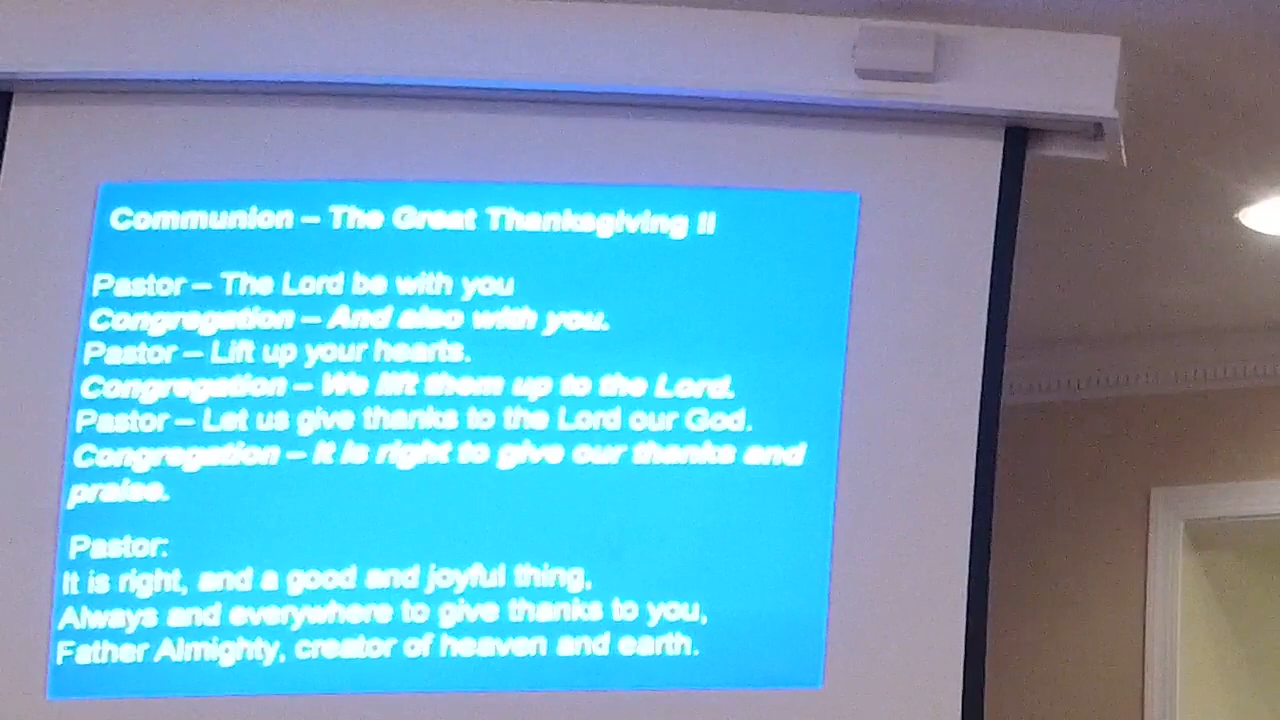 Communion – The Great Thanksgiving II
Pastor – The Lord be with you
Congregation – And also with you.
Pastor – Lift up your hearts.
Congregation – We lift them up to the Lord.
Pastor – Let us give thanks to the Lord our God.
Congregation – It is right to give our thanks and
praise.
Pastor:
It is right, and a good and joyful thing,
Always and everywhere to give thanks to you,
Father Almighty, creator of heaven and earth.